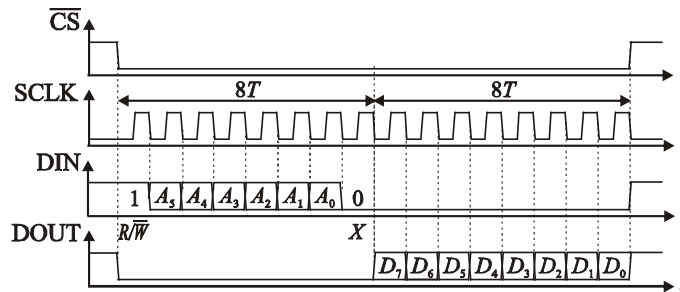 CS
SCLK 8T 8T
DIN
1 A5 A4 A3 A2 A1 A0 0
DOUT R/W X
D7 D6 D5 D4 D3 D2 D1 D0